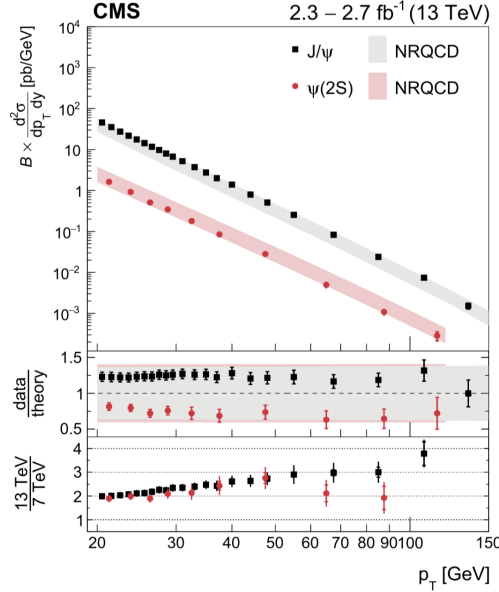 CMS 2.3 – 2.7 fb⁻¹ (13 TeV)
B × d²σ / dp_T dy [pb/GeV]
J/ψ NRQCD
ψ(2S) NRQCD
10⁴
10³
10²
10
1
10⁻¹
10⁻²
10⁻³
data / theory
1.5
1
0.5
13 TeV / 7 TeV
4
3
2
1
20 30 40 50 60 70 80 90 100 150
p_T [GeV]